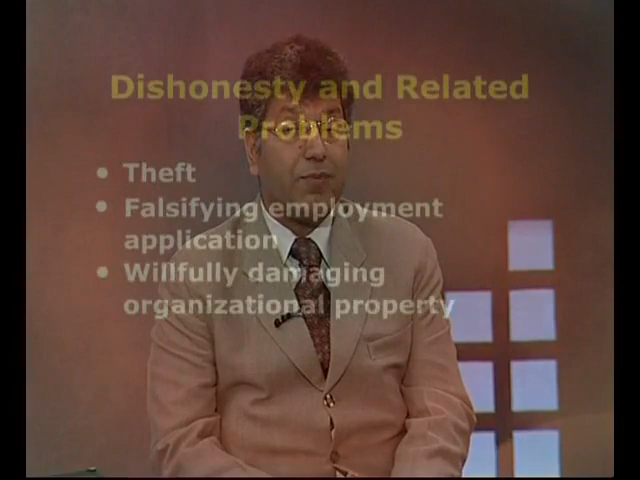 Dishonesty and Related
Problems
• Theft
• Falsifying employment
application
• Willfully damaging
organizational property